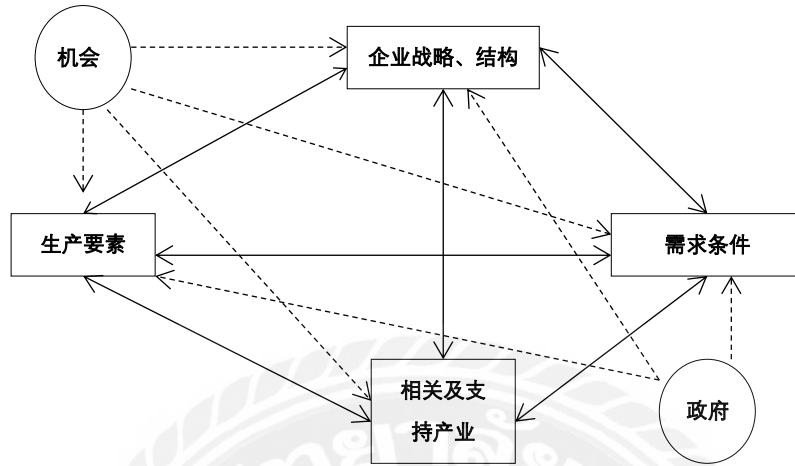 机会
企业战略、结构
生产要素
需求条件
相关及支
持产业
政府